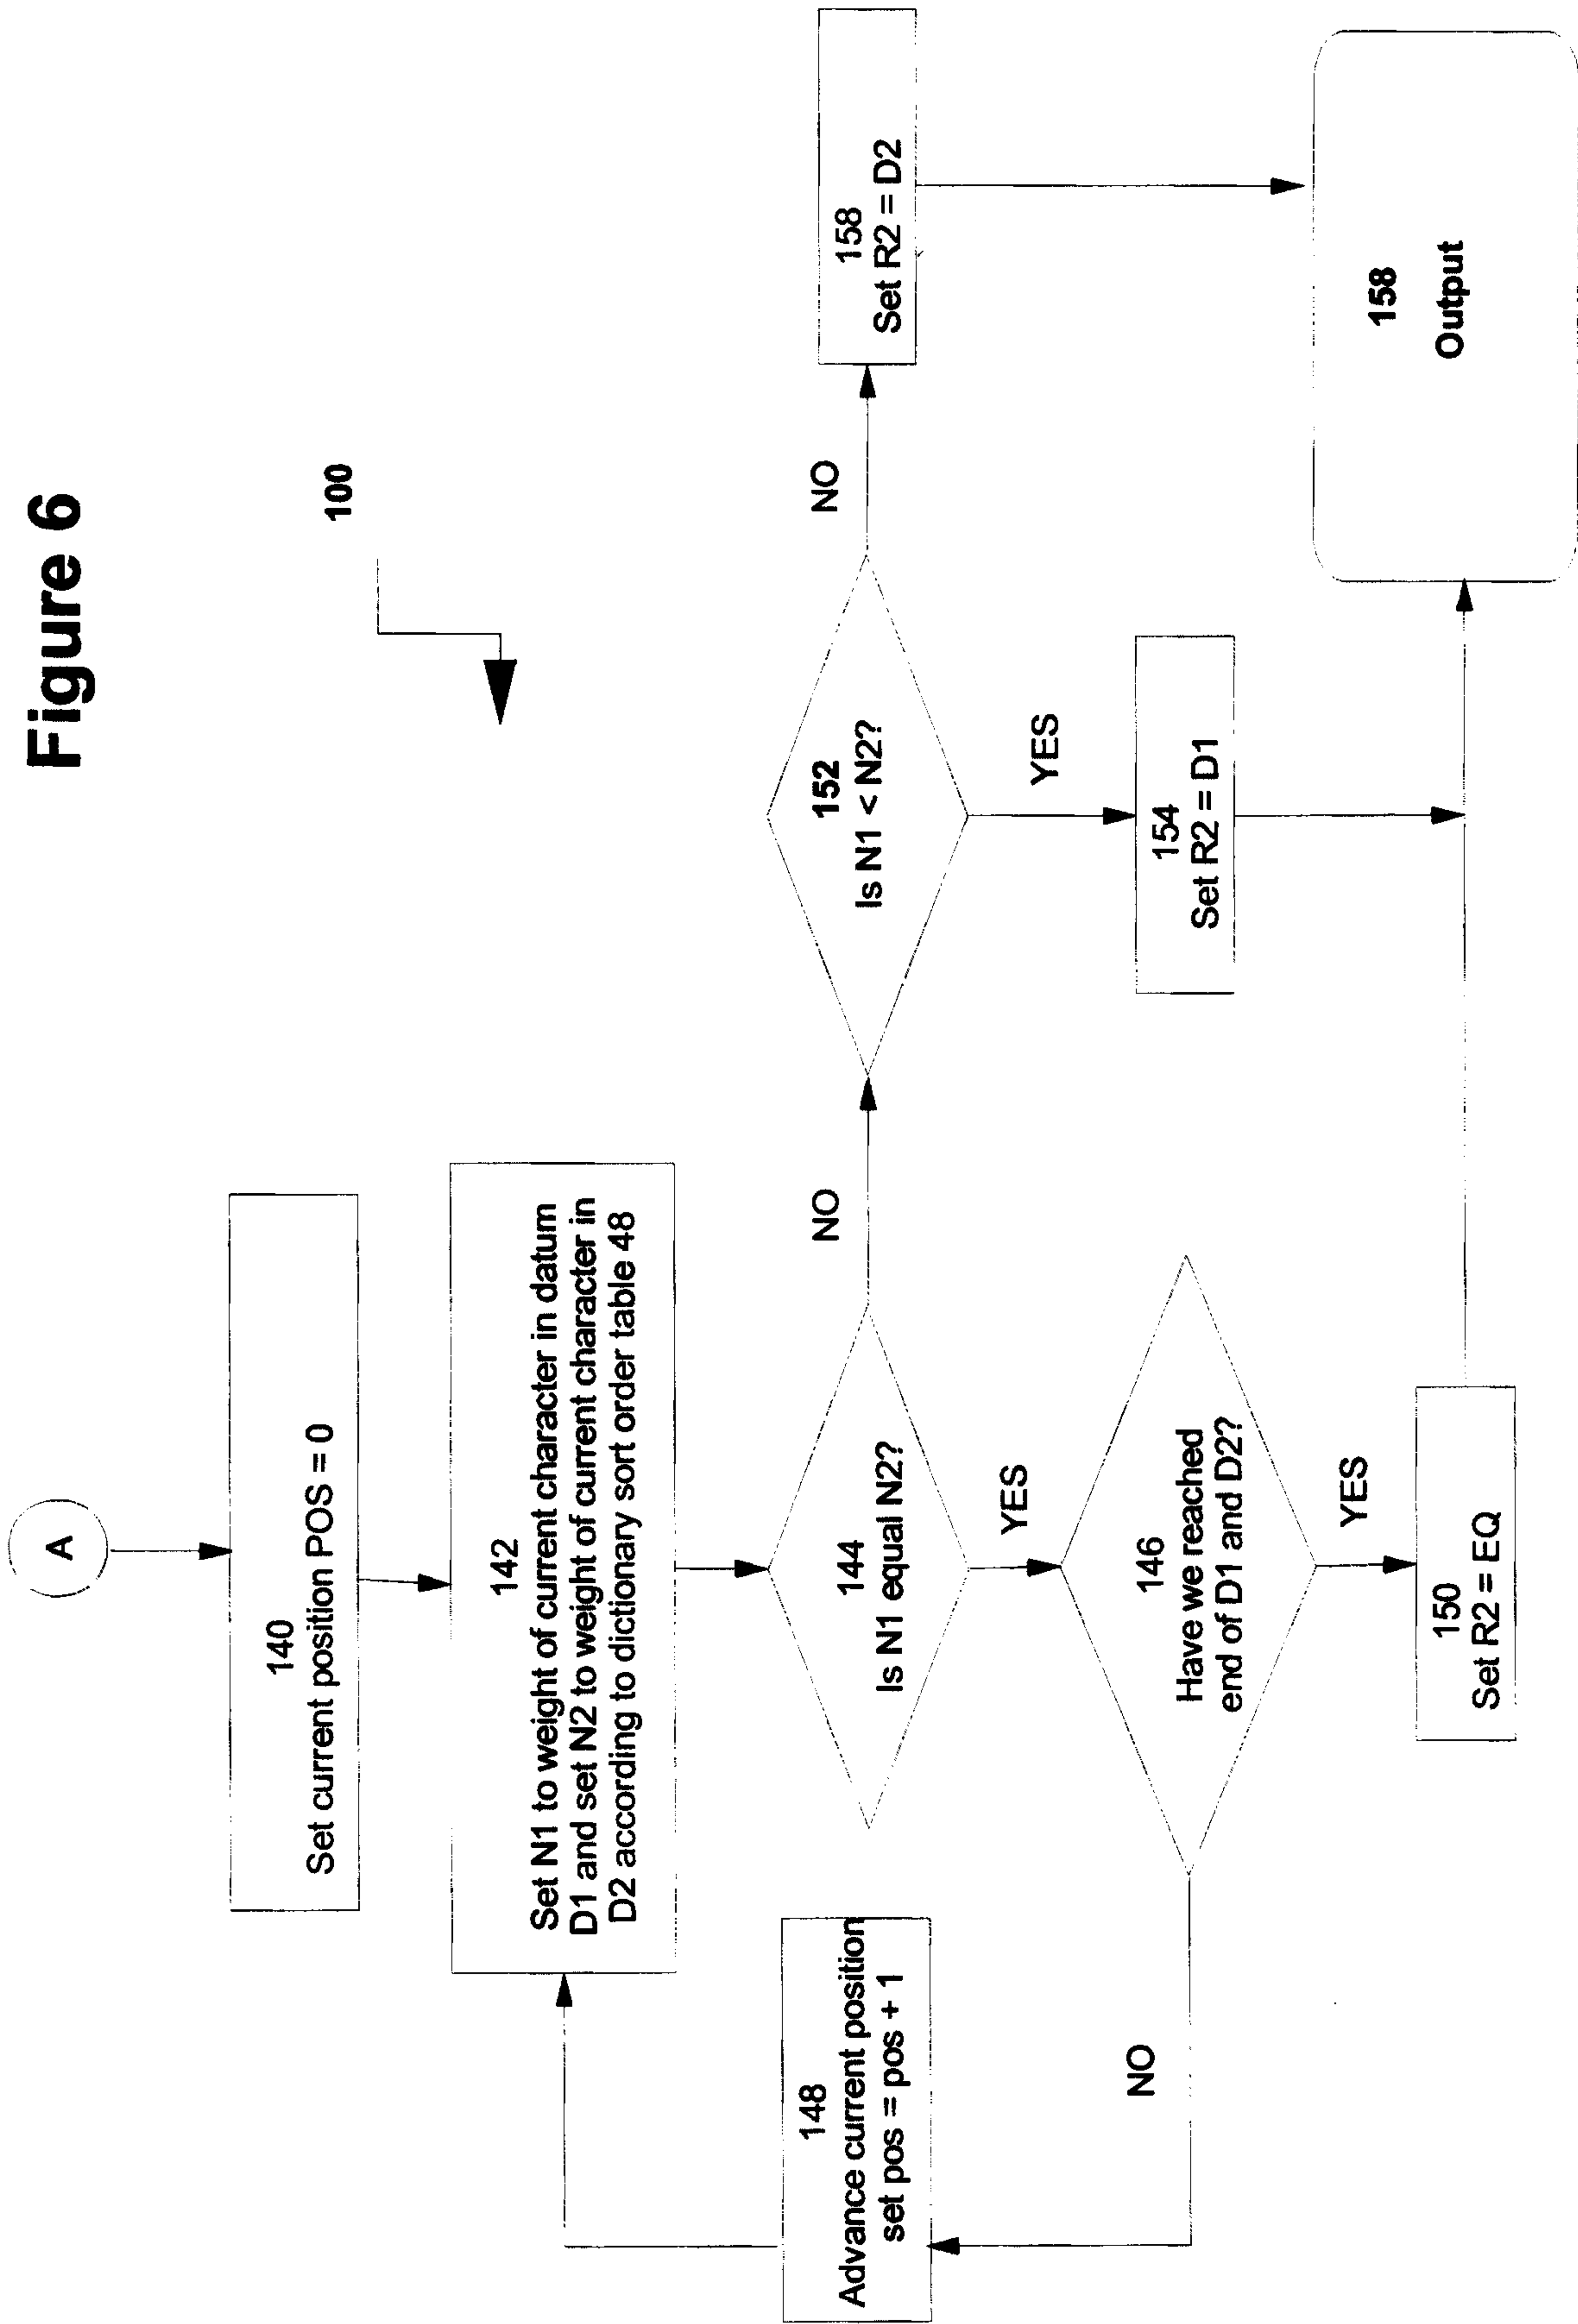 Figure 6
100
A
140
Set current position POS = 0
142
Set N1 to weight of current character in datum
D1 and set N2 to weight of current character in
D2 according to dictionary sort order table 48
144
Is N1 equal N2?
NO
YES
152
Is N1 < N2?
NO
YES
158
Set R2 = D2
154
Set R2 = D1
146
Have we reached
end of D1 and D2?
NO
YES
148
Advance current position
set pos = pos + 1
150
Set R2 = EQ
158
Output